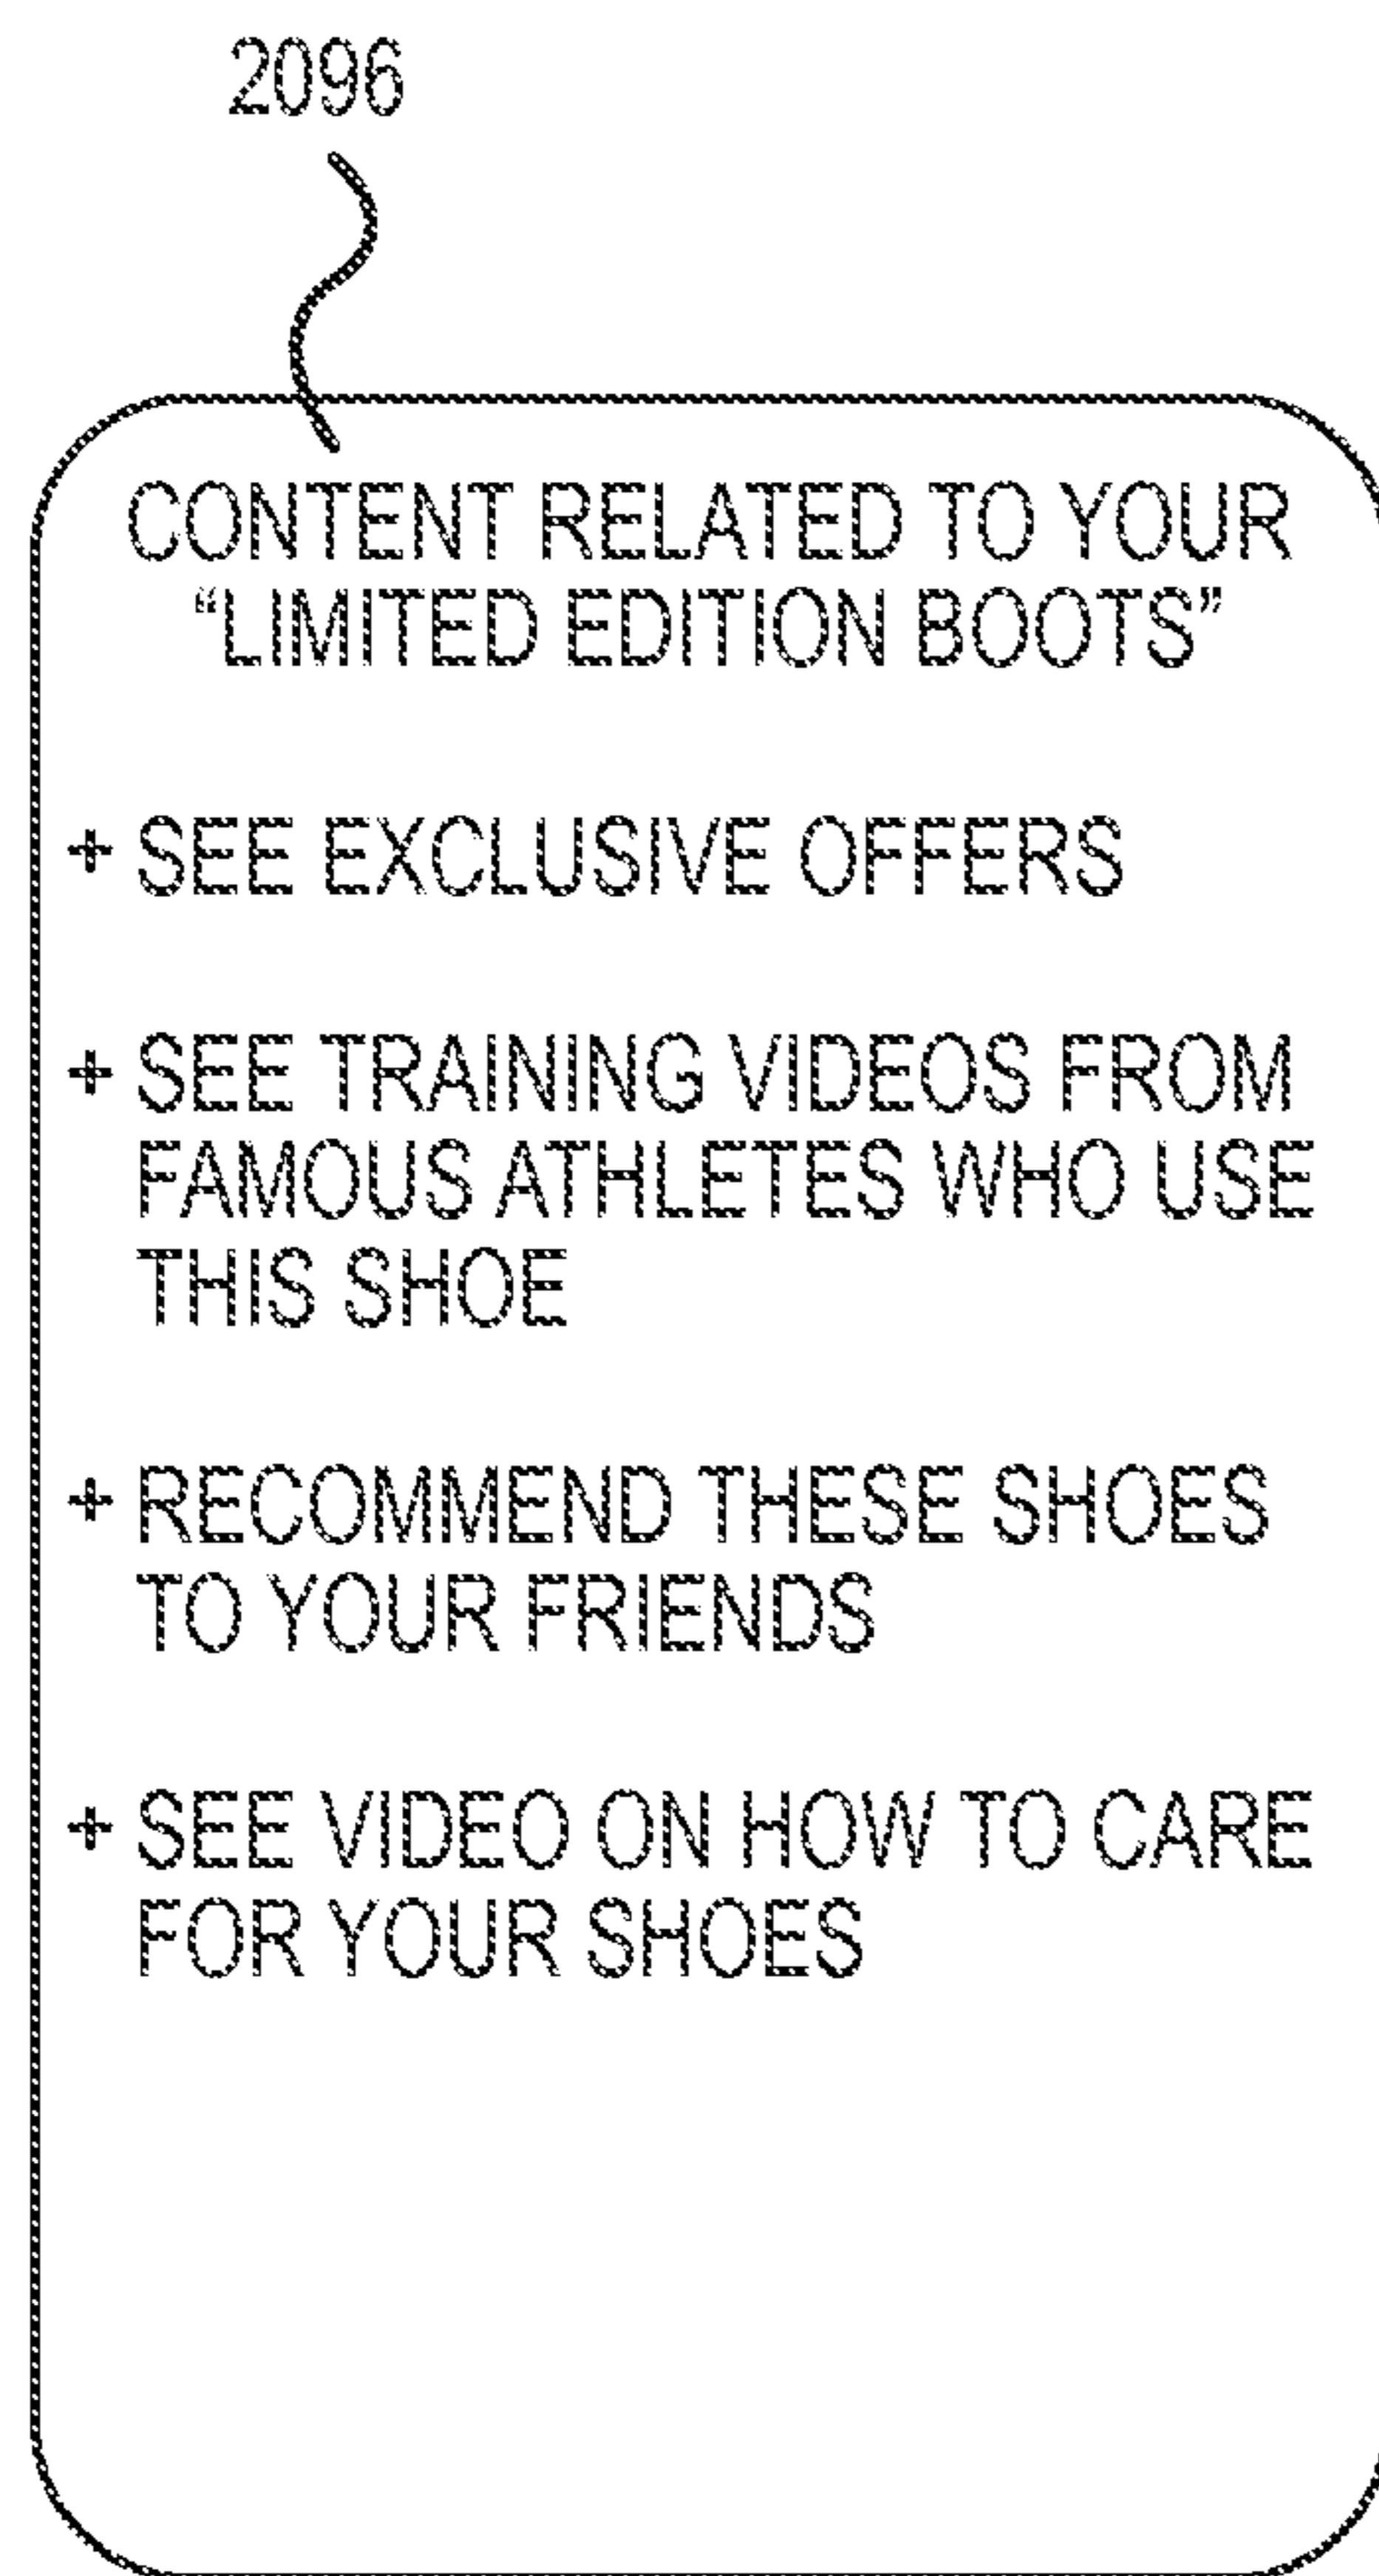 2096
CONTENT RELATED TO YOUR
“LIMITED EDITION BOOTS”
+ SEE EXCLUSIVE OFFERS
+ SEE TRAINING VIDEOS FROM
FAMOUS ATHLETES WHO USE
THIS SHOE
+ RECOMMEND THESE SHOES
TO YOUR FRIENDS
+ SEE VIDEO ON HOW TO CARE
FOR YOUR SHOES